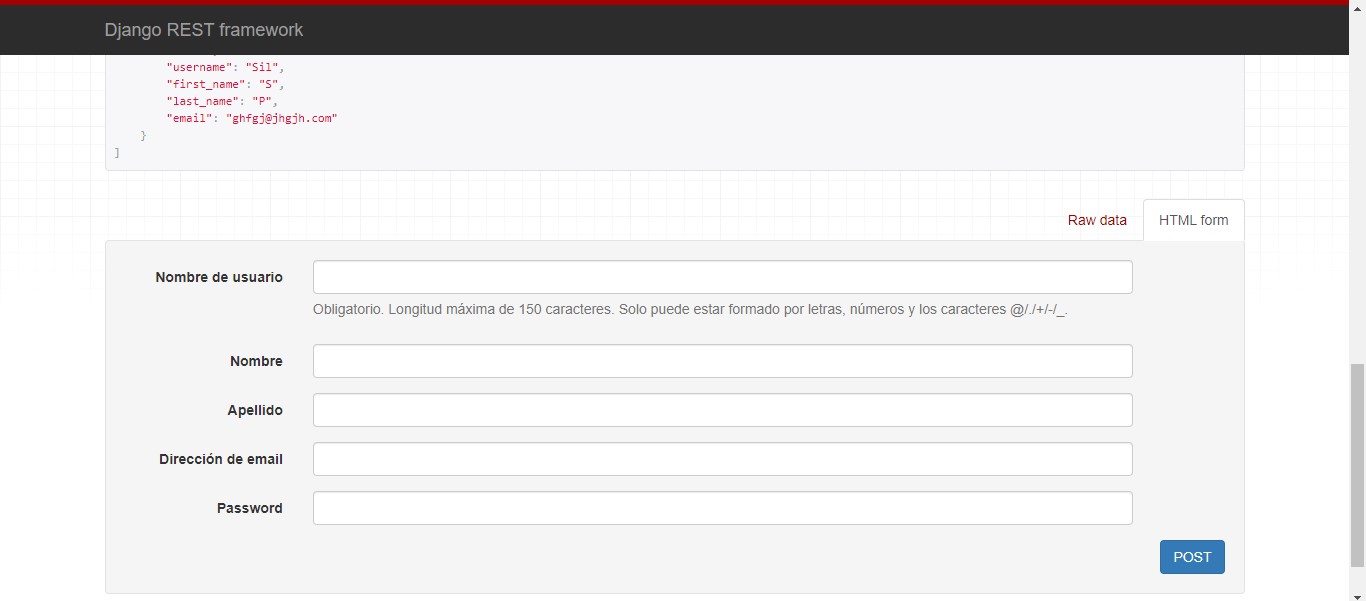 Django REST framework
"username": "Sil",
"first_name": "S",
"last_name": "P",
"email": "ghfgj@jhgjh.com"
}
]
Raw data
HTML form
Nombre de usuario
Obligatorio. Longitud máxima de 150 caracteres. Solo puede estar formado por letras, números y los caracteres @/./+/-/_.
Nombre
Apellido
Dirección de email
Password
POST